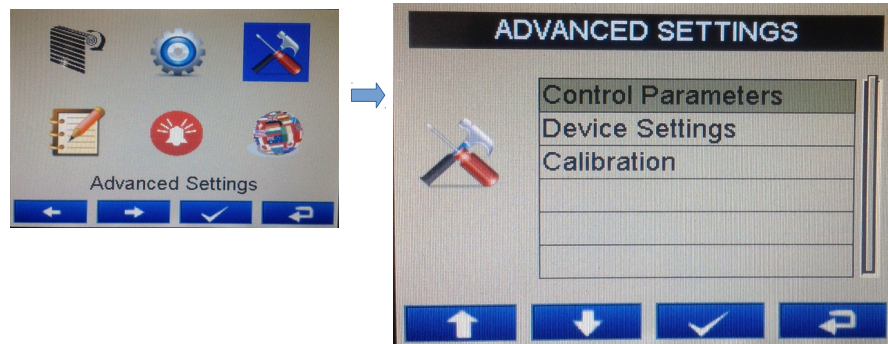 Advanced Settings
ADVANCED SETTINGS
Control Parameters
Device Settings
Calibration